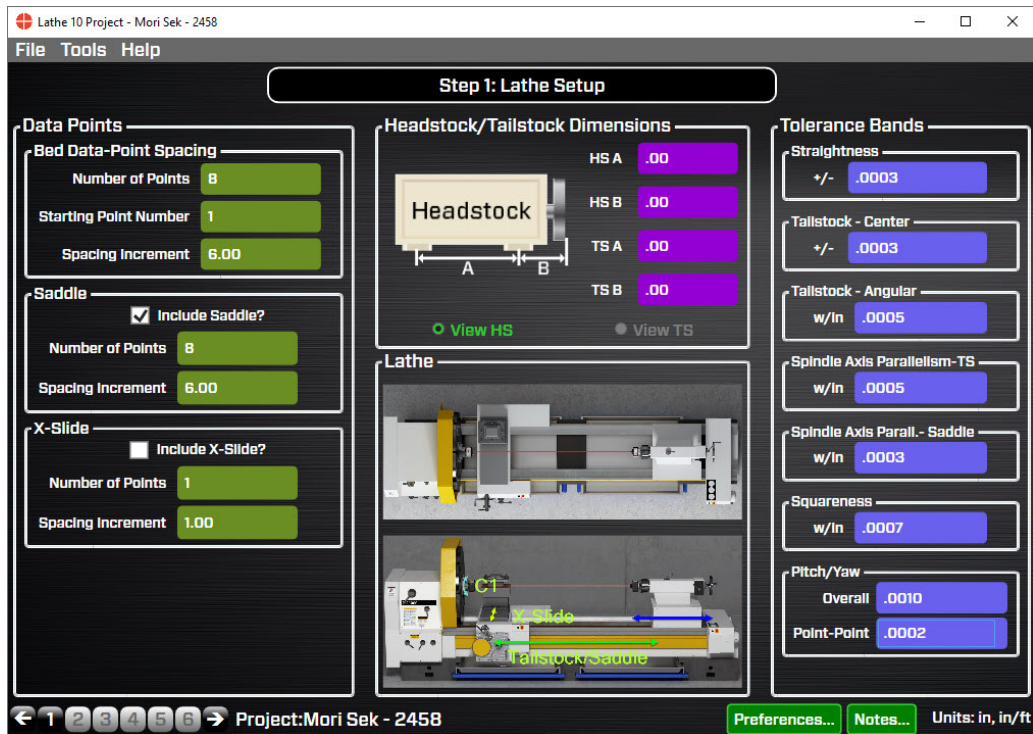 Lathe 10 Project - Mori Sek - 2458
File Tools Help
Step 1: Lathe Setup
Data Points
Bed Data-Point Spacing
Number of Points 8
Starting Point Number 1
Spacing Increment 6.00
Saddle
Include Saddle?
Number of Points 8
Spacing Increment 6.00
X-Slide
Include X-Slide?
Number of Points 1
Spacing Increment 1.00
Headstock/Tailstock Dimensions
Headstock
A
B
HS A .00
HS B .00
TS A .00
TS B .00
View HS View TS
Lathe
C1
X-Slide
Tailstock/Saddle
Tolerance Bands
Straightness
+/- .0003
Tailstock - Center
+/- .0003
Tailstock - Angular
w/in .0005
Spindle Axis Parallelism-TS
w/in .0005
Spindle Axis Parall.- Saddle
w/in .0003
Squareness
w/in .0007
Pitch/Yaw
Overall .0010
Point-Point .0002
1 2 3 4 5 6 Project:Mori Sek - 2458 Preferences... Notes... Units: in, in/ft